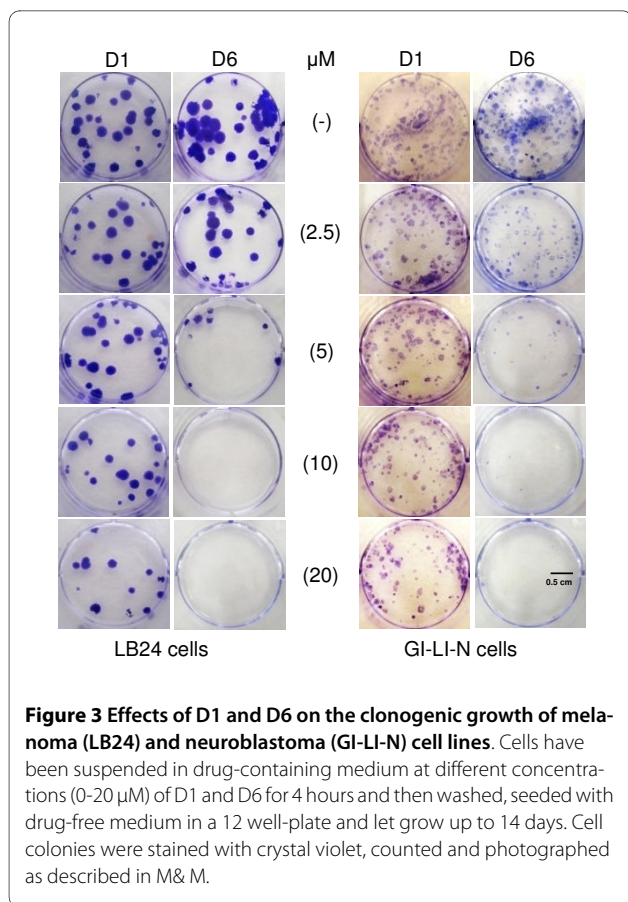 D1 D6 μM D1 D6
(-)
(2.5)
(5)
(10)
(20)
0.5 cm
LB24 cells GI-LI-N cells
Figure 3 Effects of D1 and D6 on the clonogenic growth of mela-
noma (LB24) and neuroblastoma (GI-LI-N) cell lines. Cells have
been suspended in drug-containing medium at different concentra-
tions (0-20 μM) of D1 and D6 for 4 hours and then washed, seeded with
drug-free medium in a 12 well-plate and let grow up to 14 days. Cell
colonies were stained with crystal violet, counted and photographed
as described in M& M.